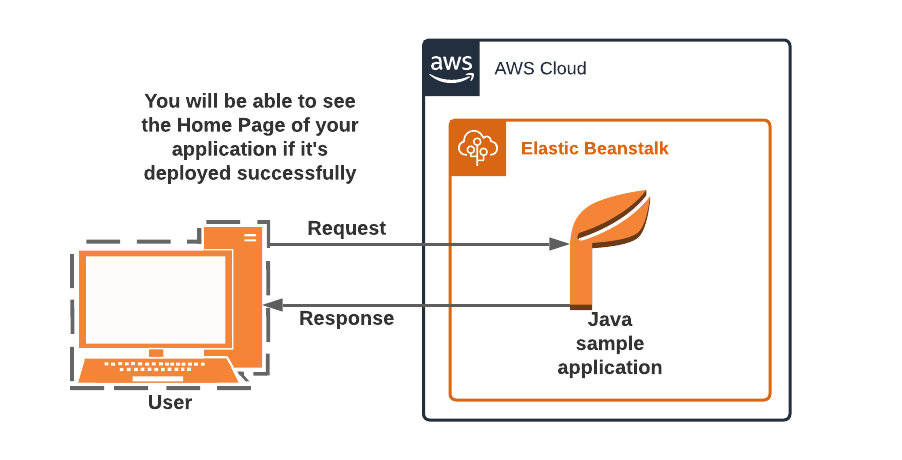 aws
AWS Cloud
You will be able to see
the Home Page of your
application if it's
deployed successfully
Elastic Beanstalk
Request
Response
Java
sample
application
User